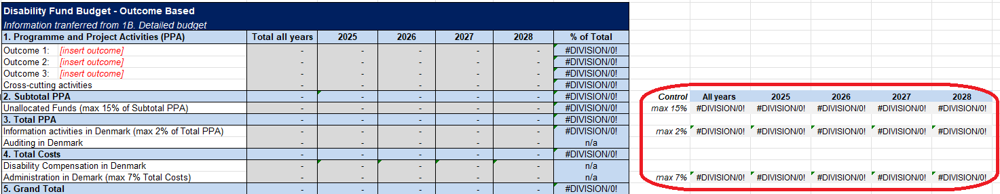 Disability Fund Budget - Outcome Based
Information tranferred from 1B. Detailed budget
1. Programme and Project Activities (PPA) Total all years 2025 2026 2027 2028 % of Total
Outcome 1: [insert outcome] - - - - - #DIVISION/0!
Outcome 2: [insert outcome] - - - - - #DIVISION/0!
Outcome 3: [insert outcome] - - - - - #DIVISION/0!
Cross-cutting activities - - - - - #DIVISION/0!
2. Subtotal PPA - - - - - #DIVISION/0! Control All years 2025 2026 2027 2028
Unallocated Funds (max 15% of Subtotal PPA) - - - - - #DIVISION/0! max 15% #DIVISION/0! #DIVISION/0! #DIVISION/0! #DIVISION/0! #DIVISION/0!
3. Total PPA - - - - - #DIVISION/0!
Information activities in Denmark (max 2% of Total PPA) - - - - - #DIVISION/0! max 2% #DIVISION/0! #DIVISION/0! #DIVISION/0! #DIVISION/0! #DIVISION/0!
Auditing in Denmark - - - - - n/a
4. Total Costs - - - - - #DIVISION/0!
Disability Compensation in Denmark - - - - - n/a
Administration in Demark (max 7% Total Costs) - - - - - n/a max 7% #DIVISION/0! #DIVISION/0! #DIVISION/0! #DIVISION/0! #DIVISION/0!
5. Grand Total - - - - - #DIVISION/0!